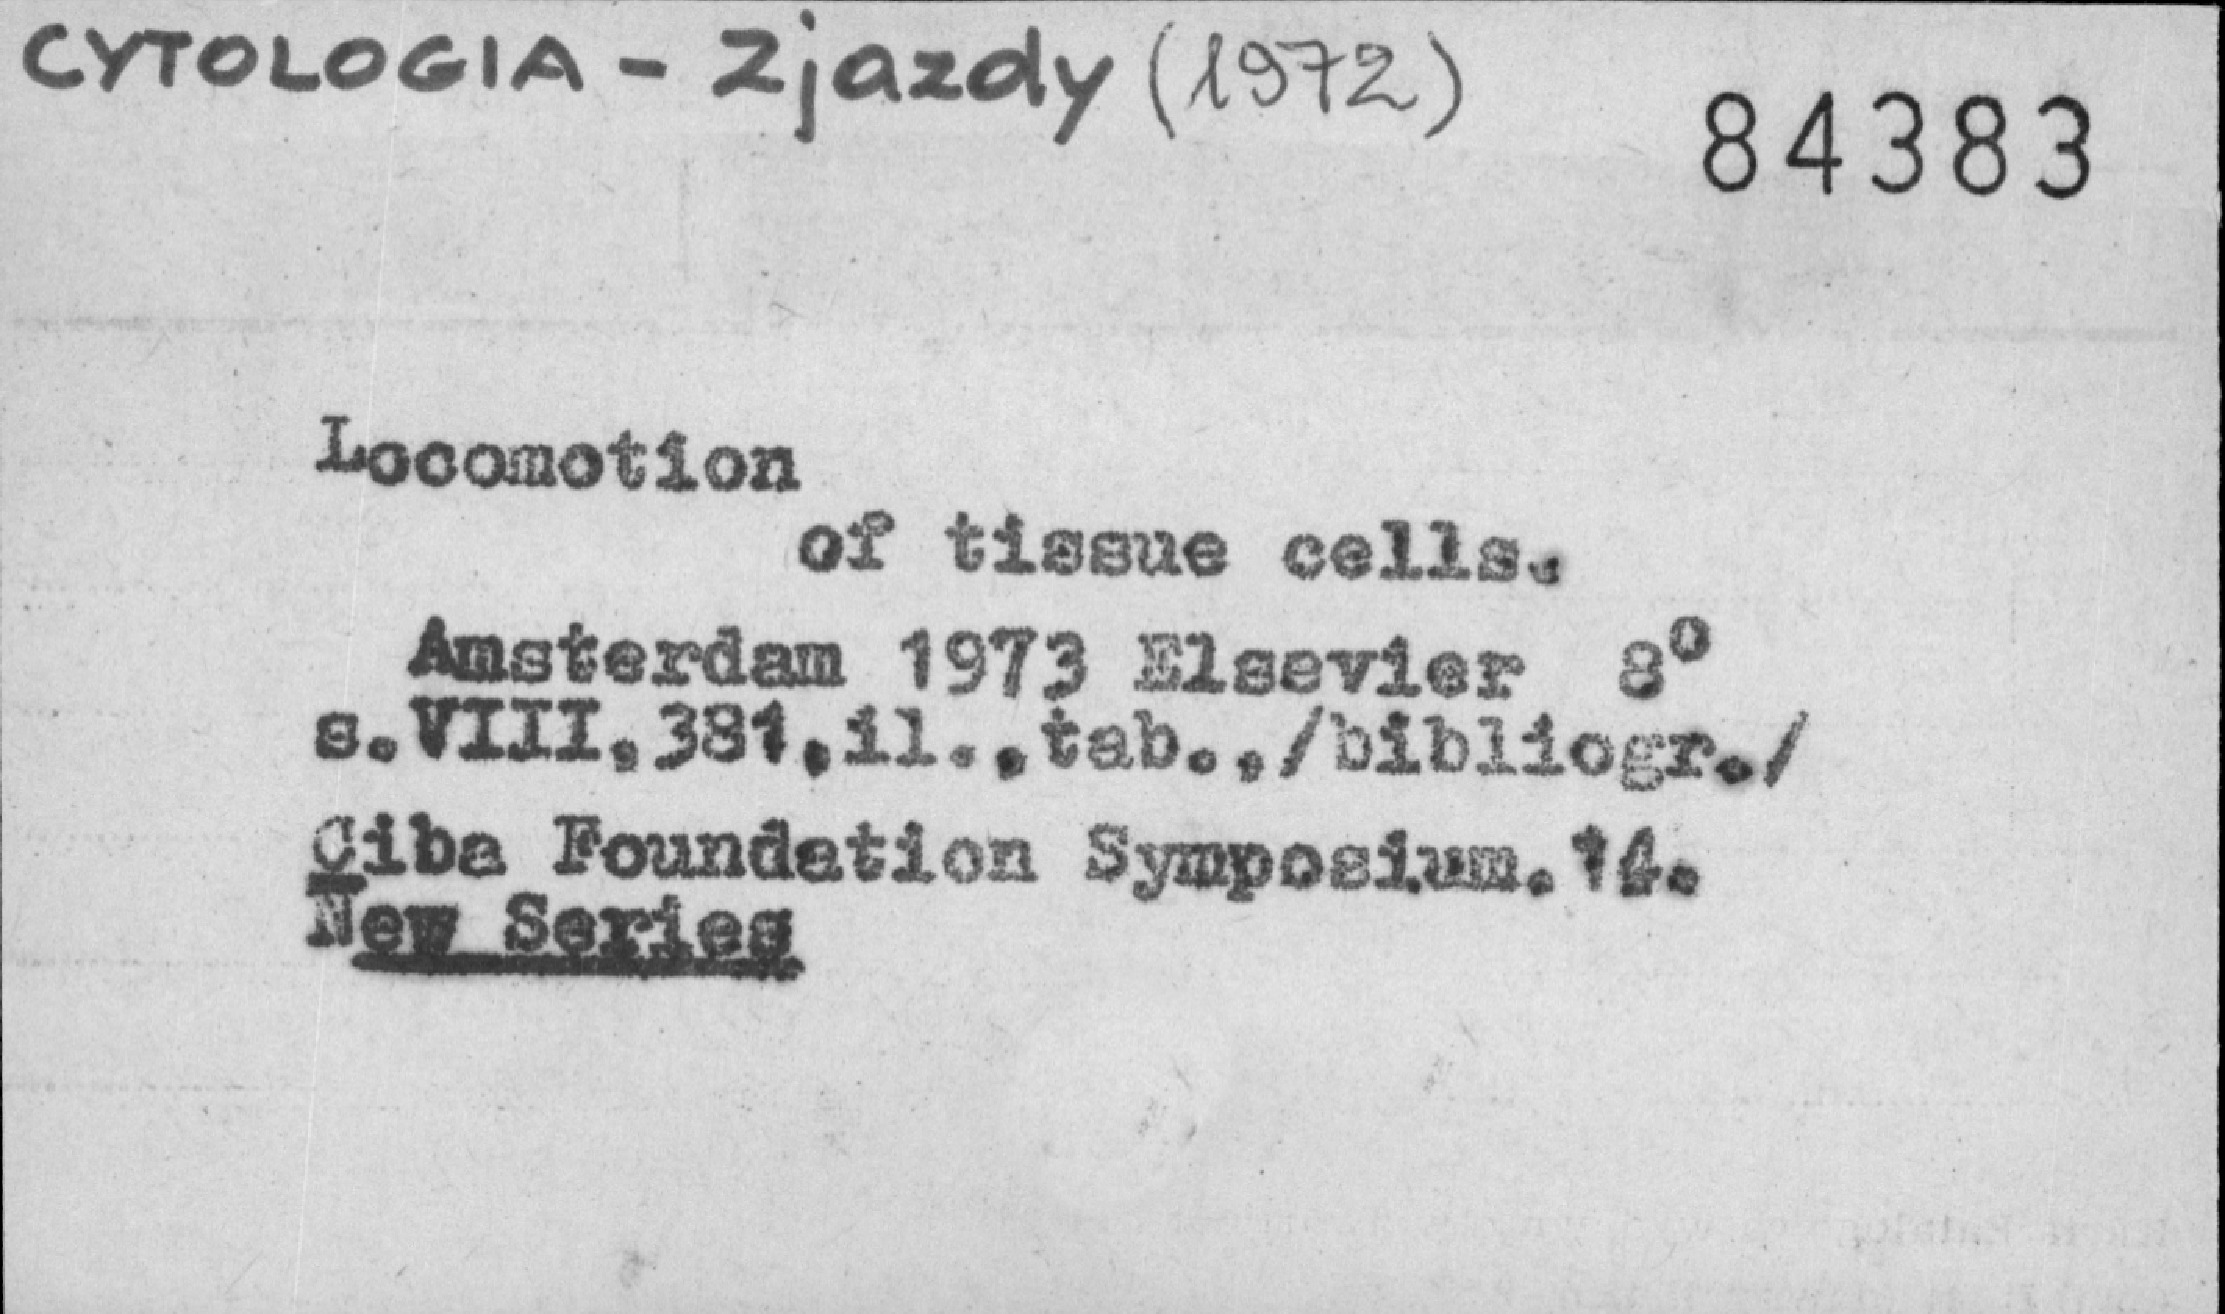 CYTOLOGIA - Zjazdy (1972)
84383
Locomotion
of tissue cells.
Amsterdam 1973 Elsevier 8°
s.VIII,381,il.,tab.,/bibliogr./
Ciba Foundation Symposium.14.
New Series